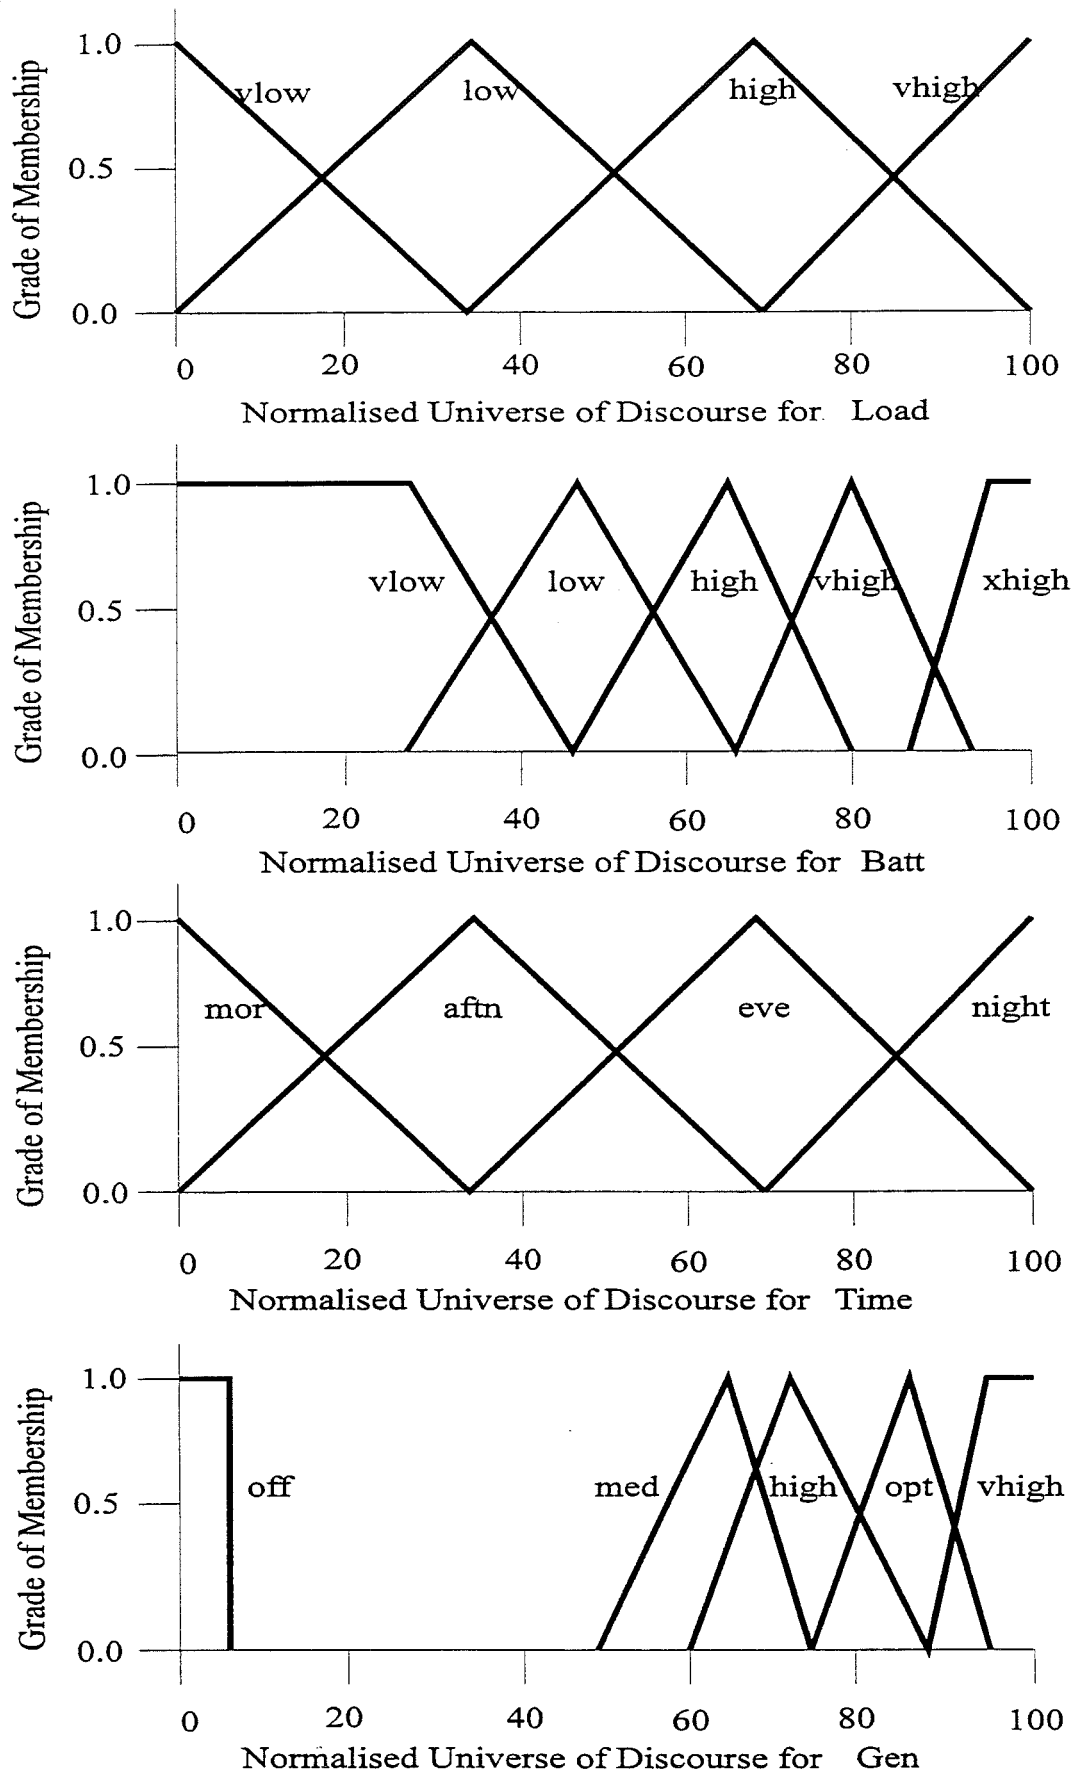 Grade of Membership
1.0
0.5
0.0
vlow low high vhigh
0 20 40 60 80 100
Normalised Universe of Discourse for Load
Grade of Membership
1.0
0.5
0.0
vlow low high vhigh xhigh
0 20 40 60 80 100
Normalised Universe of Discourse for Batt
Grade of Membership
1.0
0.5
0.0
mor aftn eve night
0 20 40 60 80 100
Normalised Universe of Discourse for Time
Grade of Membership
1.0
0.5
0.0
off med high opt vhigh
0 20 40 60 80 100
Normalised Universe of Discourse for Gen